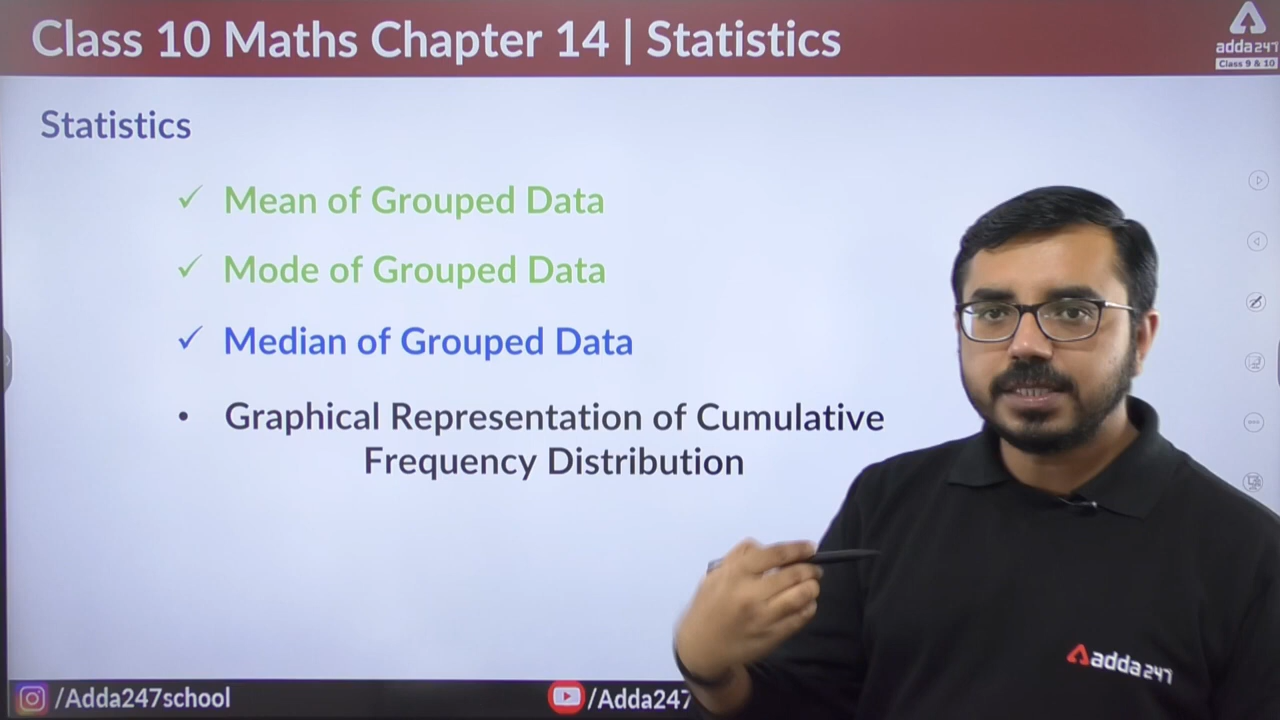 Class 10 Maths Chapter 14 | Statistics
adda247
Class 9 & 10
Statistics
✓ Mean of Grouped Data
✓ Mode of Grouped Data
✓ Median of Grouped Data
• Graphical Representation of Cumulative
Frequency Distribution
adda247
/Adda247school
/Adda247